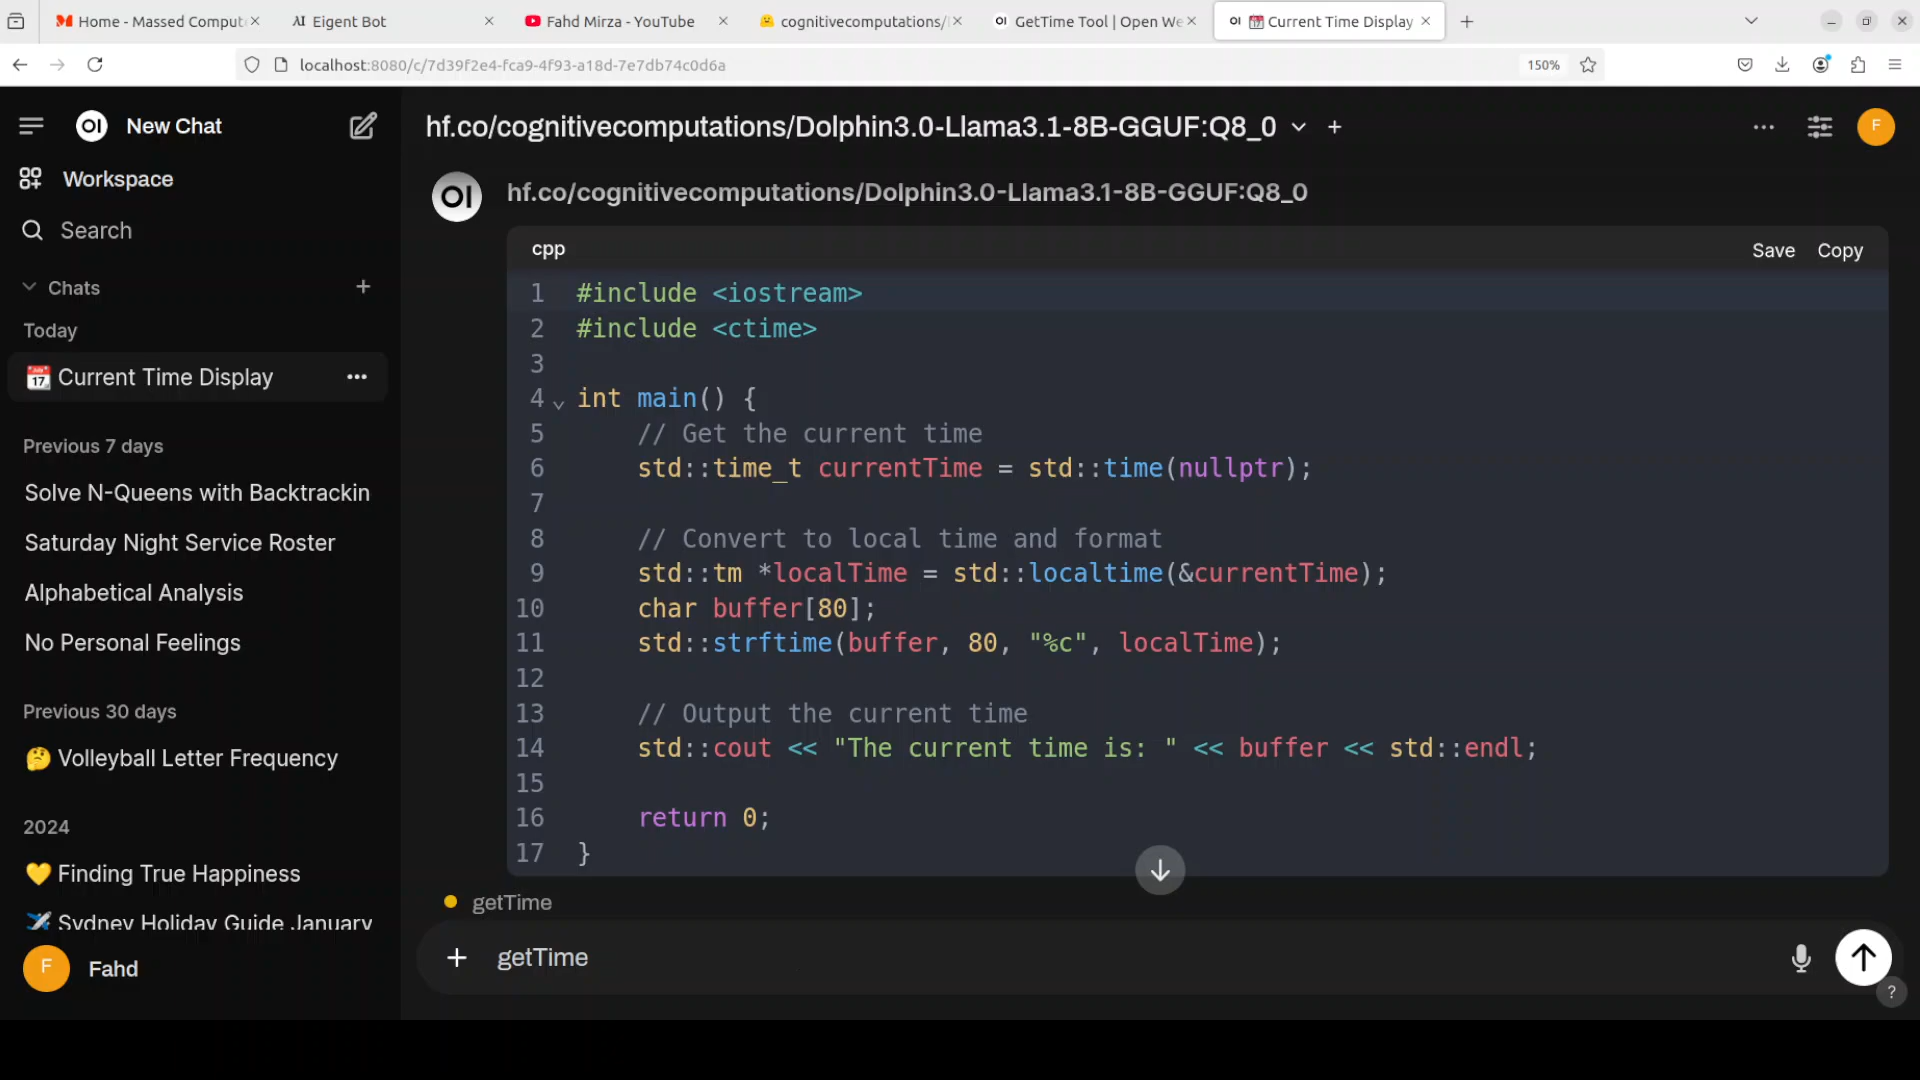 Home - Massed Comput
AI Eigent Bot
Fahd Mirza - YouTube
cognitivecomputations/
OI GetTime Tool | Open We
OI Current Time Display
localhost:8080/c/7d39f2e4-fca9-4f93-a18d-7e7db74c0d6a
150%
OI New Chat
Workspace
Search
Chats
Today
Current Time Display
Previous 7 days
Solve N-Queens with Backtrackin
Saturday Night Service Roster
Alphabetical Analysis
No Personal Feelings
Previous 30 days
Volleyball Letter Frequency
2024
Finding True Happiness
Sydney Holiday Guide January
F Fahd
hf.co/cognitivecomputations/Dolphin3.0-Llama3.1-8B-GGUF:Q8_0
F
OI hf.co/cognitivecomputations/Dolphin3.0-Llama3.1-8B-GGUF:Q8_0
cpp Save Copy
1 #include <iostream>
2 #include <ctime>
3
4 int main() {
5 // Get the current time
6 std::time_t currentTime = std::time(nullptr);
7
8 // Convert to local time and format
9 std::tm *localTime = std::localtime(&currentTime);
10 char buffer[80];
11 std::strftime(buffer, 80, "%c", localTime);
12
13 // Output the current time
14 std::cout << "The current time is: " << buffer << std::endl;
15
16 return 0;
17 }
getTime
getTime
?